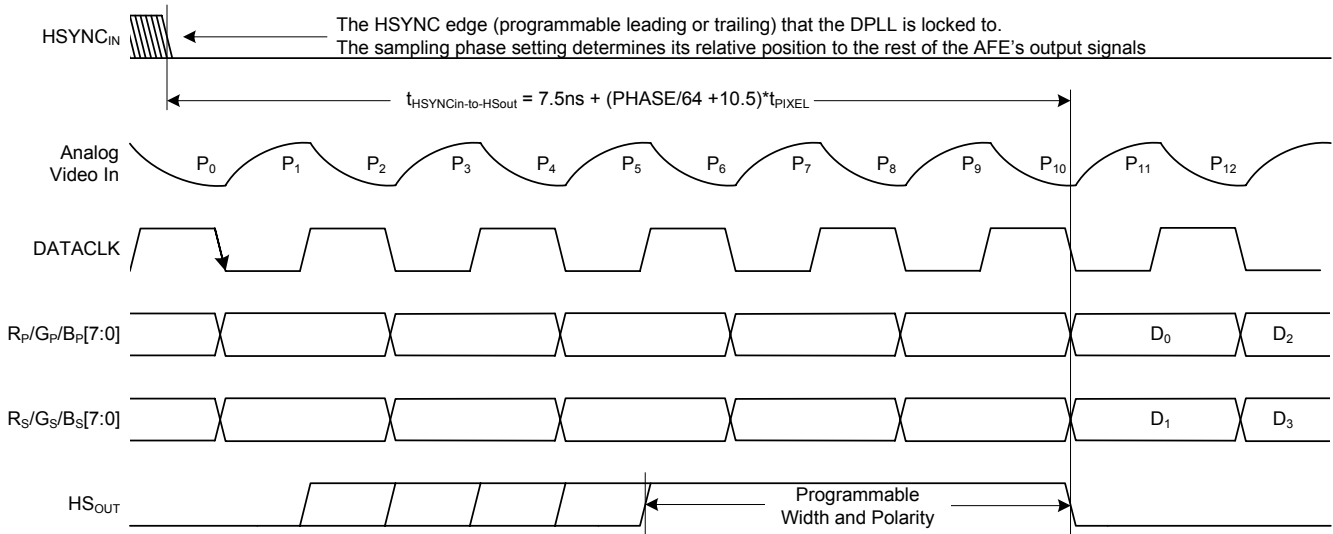 HSYNCIN
The HSYNC edge (programmable leading or trailing) that the DPLL is locked to.
The sampling phase setting determines its relative position to the rest of the AFE's output signals
tHSYNCin-to-HSout = 7.5ns + (PHASE/64 +10.5)*tPIXEL
Analog
Video In
P0 P1 P2 P3 P4 P5 P6 P7 P8 P9 P10 P11 P12
DATACLK
RP/GP/BP[7:0]
D0 D2
RS/GS/BS[7:0]
D1 D3
HSOUT
Programmable
Width and Polarity